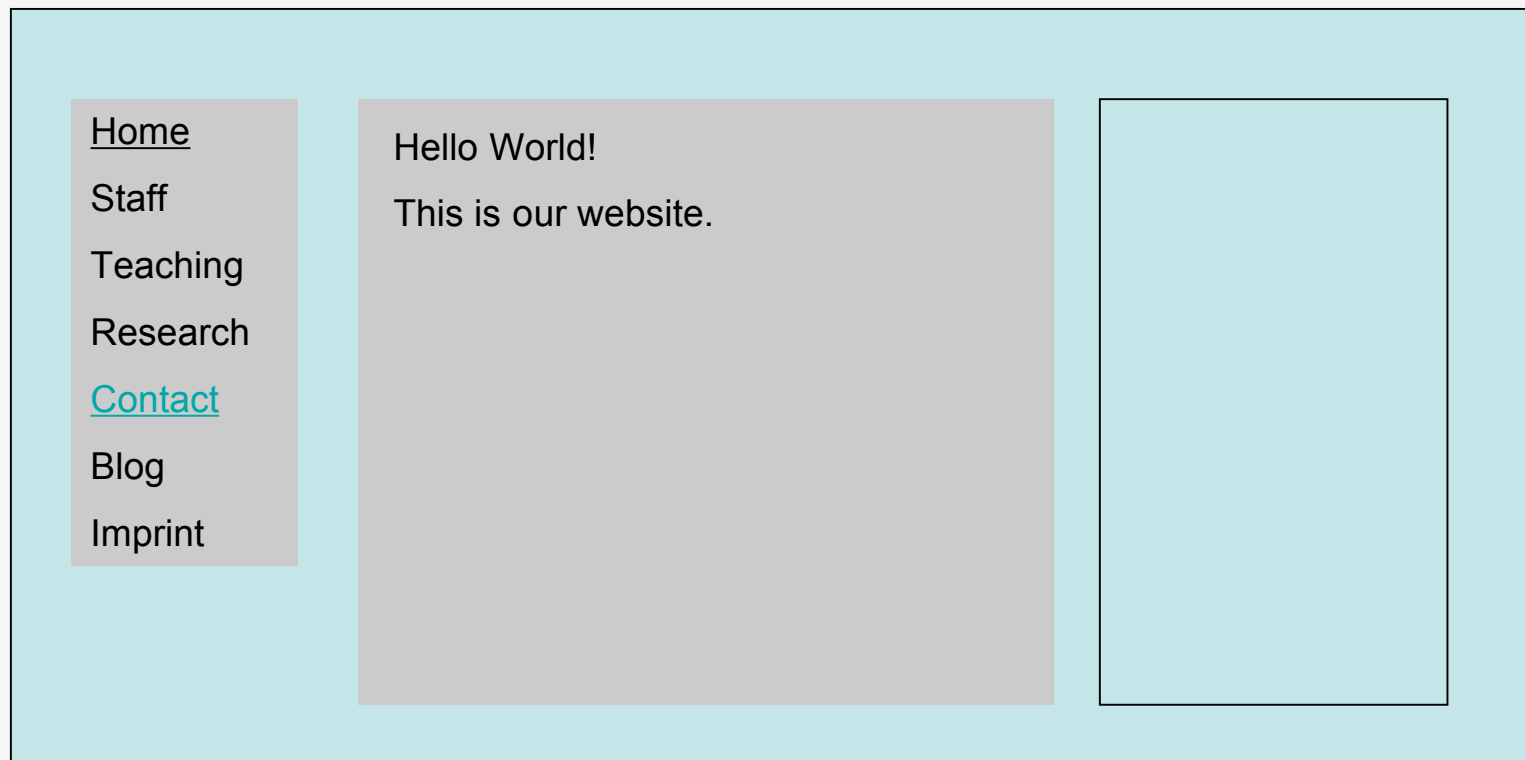 Home
Staff
Teaching
Research
Contact
Blog
Imprint
Hello World!
This is our website.